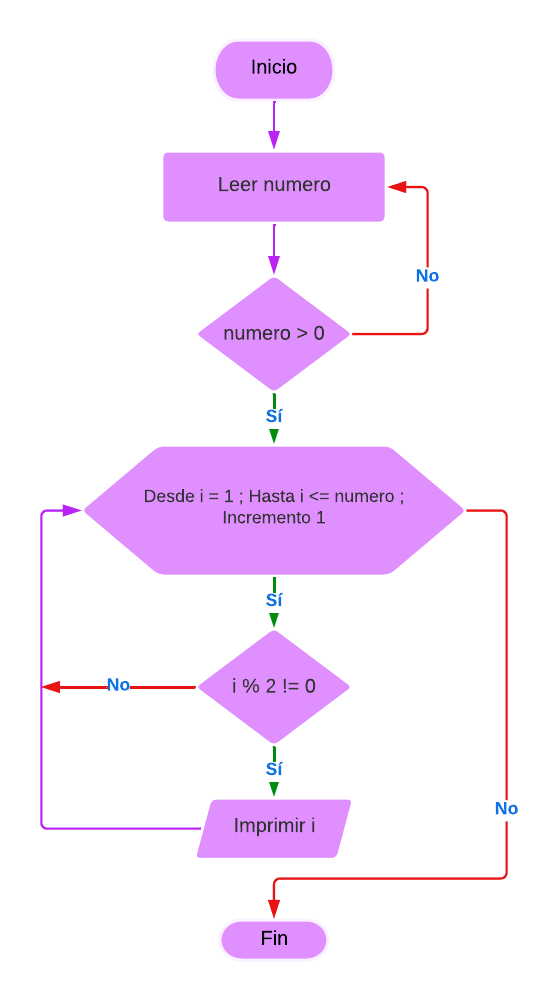 Inicio
Leer numero
No
numero > 0
Sí
Desde i = 1 ; Hasta i <= numero ;
Incremento 1
Sí
i % 2 != 0
No
Sí
No
Imprimir i
Fin